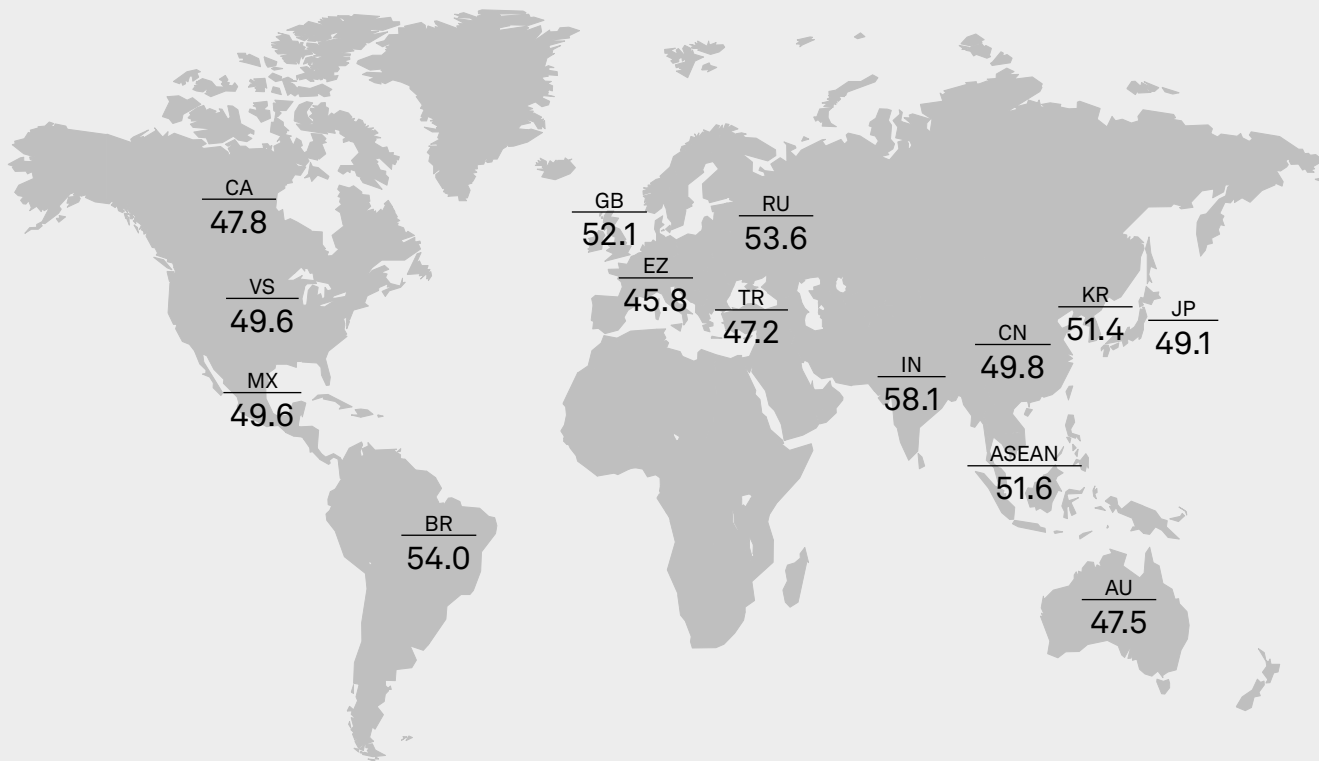 CA
47.8
GB
52.1
RU
53.6
EZ
45.8
VS
49.6
TR
47.2
KR
51.4
JP
49.1
CN
49.8
IN
58.1
MX
49.6
ASEAN
51.6
BR
54.0
AU
47.5